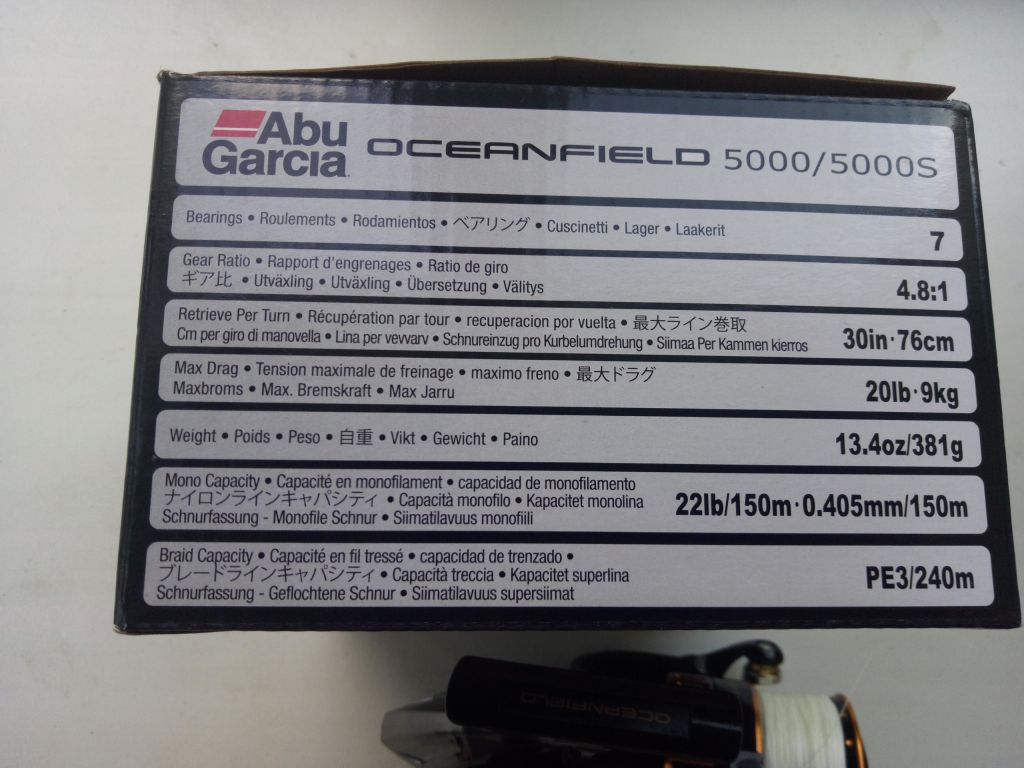 Abu Garcia
OCEANFIELD 5000/5000S
Bearings • Roulements • Rodamientos • ベアリング • Cuscinetti • Lager • Laakerit
7
Gear Ratio • Rapport d'engrenages • Ratio de giro
ギア比 • Utväxling • Utväxling • Übersetzung • Välitys
4.8:1
Retrieve Per Turn • Récupération par tour • recuperacion por vuelta • 最大ライン巻取
Cm per giro di manovella • Lina per vevvarv • Schnureinzug pro Kurbelumdrehung • Siimaa Per Kammen kierros
30in·76cm
Max Drag • Tension maximale de freinage • maximo freno • 最大ドラグ
Maxbroms • Max. Bremskraft • Max Jarru
20lb·9kg
Weight • Poids • Peso • 自重 • Vikt • Gewicht • Paino
13.4oz/381g
Mono Capacity • Capacité en monofilament • capacidad de monofilamento
ナイロンラインキャパシティ • Capacità monofilo • Kapacitet monolina
Schnurfassung - Monofile Schnur • Siimatilavuus monofiili
22lb/150m·0.405mm/150m
Braid Capacity • Capacité en fil tressé • capacidad de trenzado •
ブレードラインキャパシティ • Capacità treccia • Kapacitet superlina
Schnurfassung - Geflochtene Schnur • Siimatilavuus supersiimat
PE3/240m
OCEANFIELD